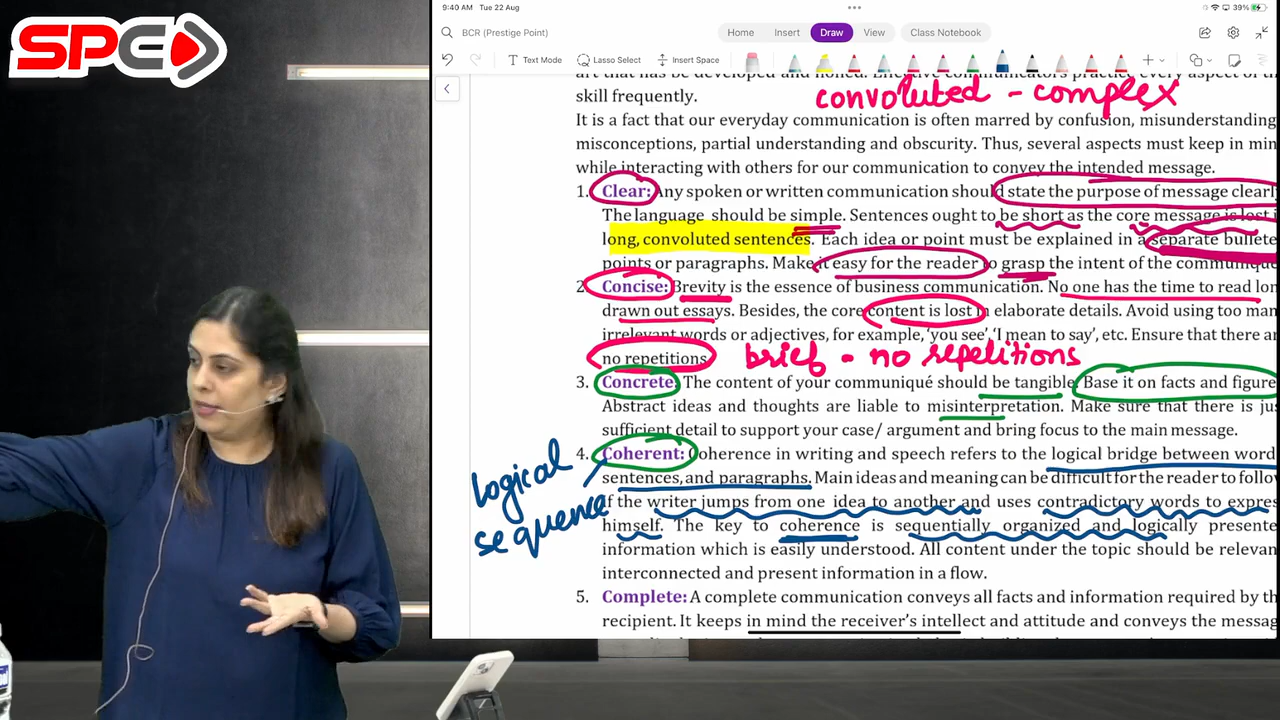 SPC
9:40 AM Tue 22 Aug
39%
BCR (Prestige Point)
Home Insert Draw View Class Notebook
Text Mode Lasso Select Insert Space
skill frequently.
convoluted - complex
It is a fact that our everyday communication is often marred by confusion, misunderstanding
misconceptions, partial understanding and obscurity. Thus, several aspects must keep in min
while interacting with others for our communication to convey the intended message.
1. Clear: Any spoken or written communication should state the purpose of message clearl
The language should be simple. Sentences ought to be short as the core message is lost i
long, convoluted sentences. Each idea or point must be explained in a separate bullete
points or paragraphs. Make it easy for the reader to grasp the intent of the communique
2. Concise: Brevity is the essence of business communication. No one has the time to read lon
drawn out essays. Besides, the core content is lost in elaborate details. Avoid using too man
irrelevant words or adjectives, for example, 'you see', 'I mean to say', etc. Ensure that there ar
no repetitions.
brief - no repetitions
3. Concrete: The content of your communiqué should be tangible. Base it on facts and figure
Abstract ideas and thoughts are liable to misinterpretation. Make sure that there is jus
sufficient detail to support your case/ argument and bring focus to the main message.
4. Coherent: Coherence in writing and speech refers to the logical bridge between word
sentences, and paragraphs. Main ideas and meaning can be difficult for the reader to follo
if the writer jumps from one idea to another and uses contradictory words to expres
himself. The key to coherence is sequentially organized and logically presente
information which is easily understood. All content under the topic should be relevan
interconnected and present information in a flow.
logical
sequence
5. Complete: A complete communication conveys all facts and information required by th
recipient. It keeps in mind the receiver's intellect and attitude and conveys the messag